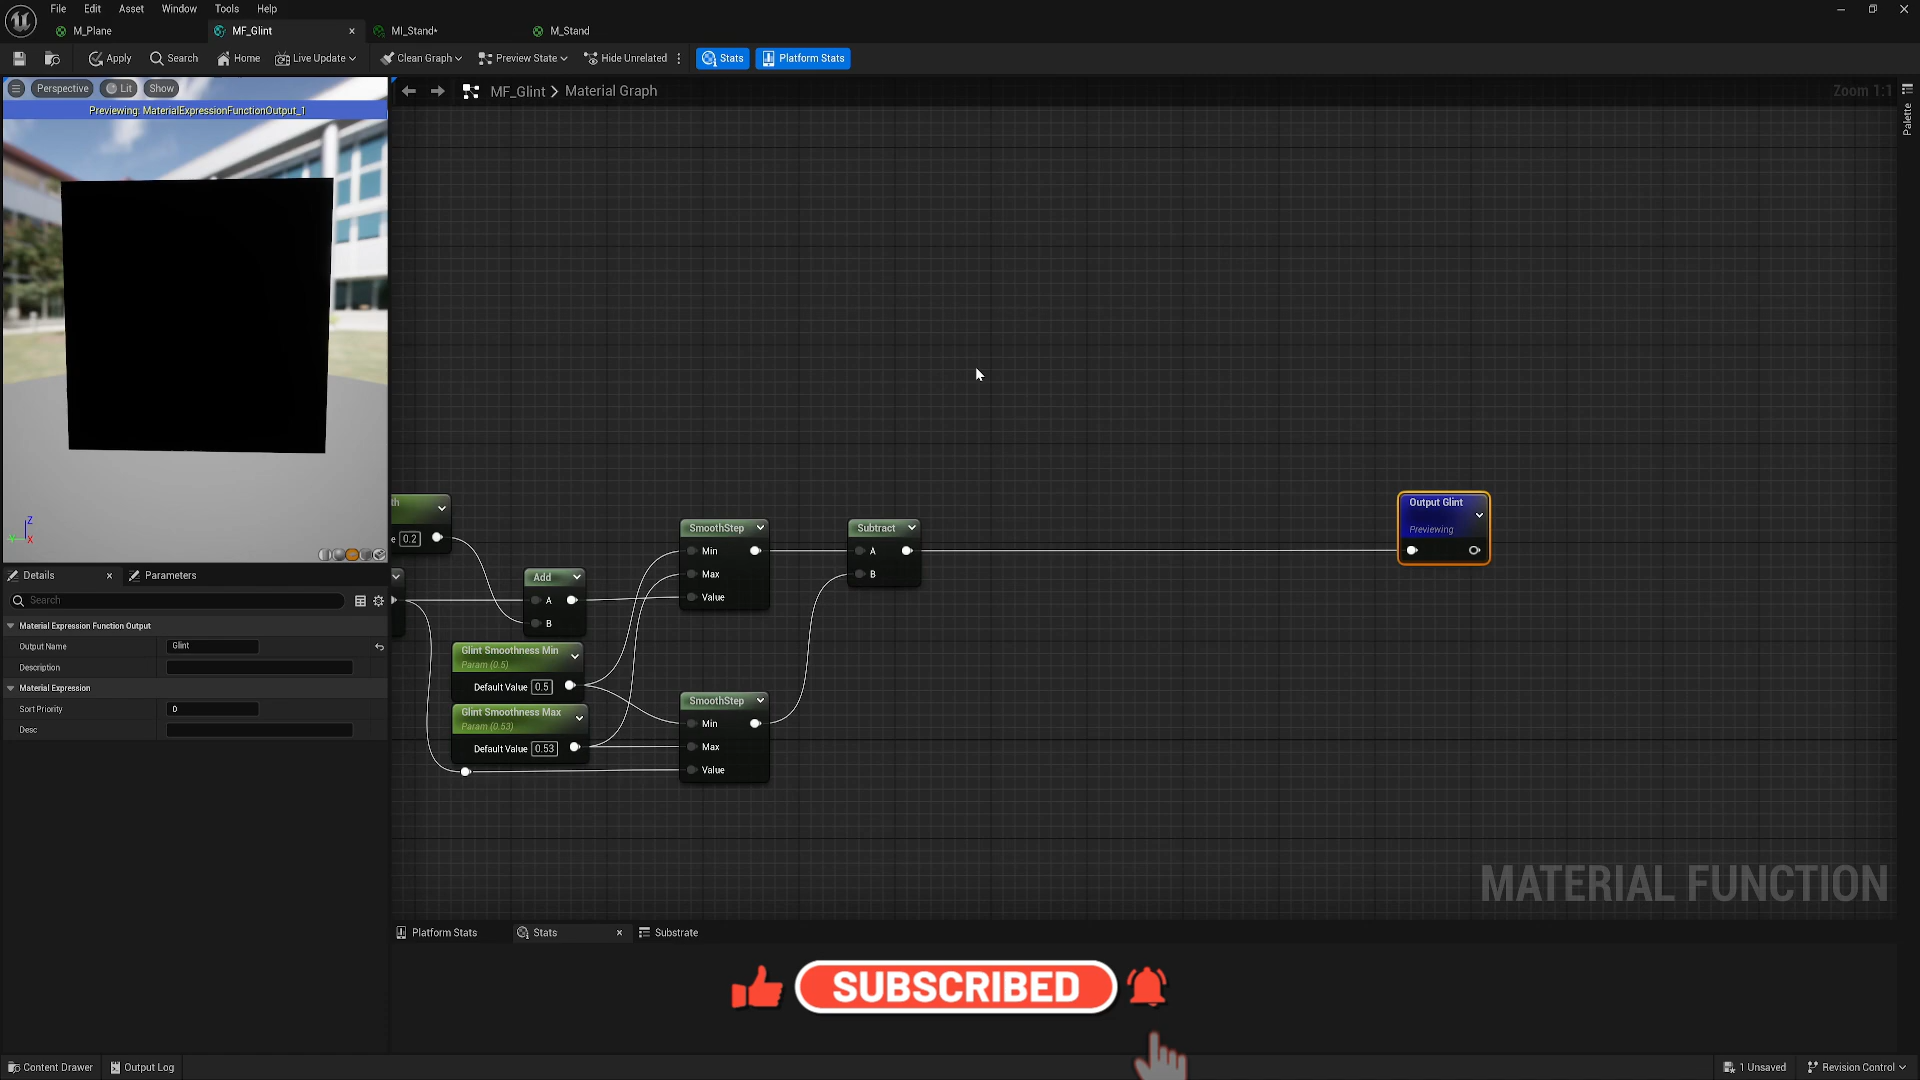 File Edit Asset Window Tools Help
M_Plane MF_Glint MI_Stand* M_Stand
Apply Search Home Live Update Clean Graph Preview State Hide Unrelated Stats Platform Stats
Perspective Lit Show
MF_Glint > Material Graph
Zoom 1:1
Palette
Previewing: MaterialExpressionFunctionOutput_1
Z
X
th
e 0.2
Add
A
B
SmoothStep
Min
Max
Value
Subtract
A
B
Output Glint
Previewing
Glint Smoothness Min
Param (0.5)
Default Value 0.5
Glint Smoothness Max
Param (0.53)
Default Value 0.53
SmoothStep
Min
Max
Value
Details Parameters
Search
Material Expression Function Output
Output Name Glint
Description
Material Expression
Sort Priority 0
Desc
MATERIAL FUNCTION
Platform Stats Stats Substrate
SUBSCRIBED
Content Drawer Output Log 1 Unsaved Revision Control